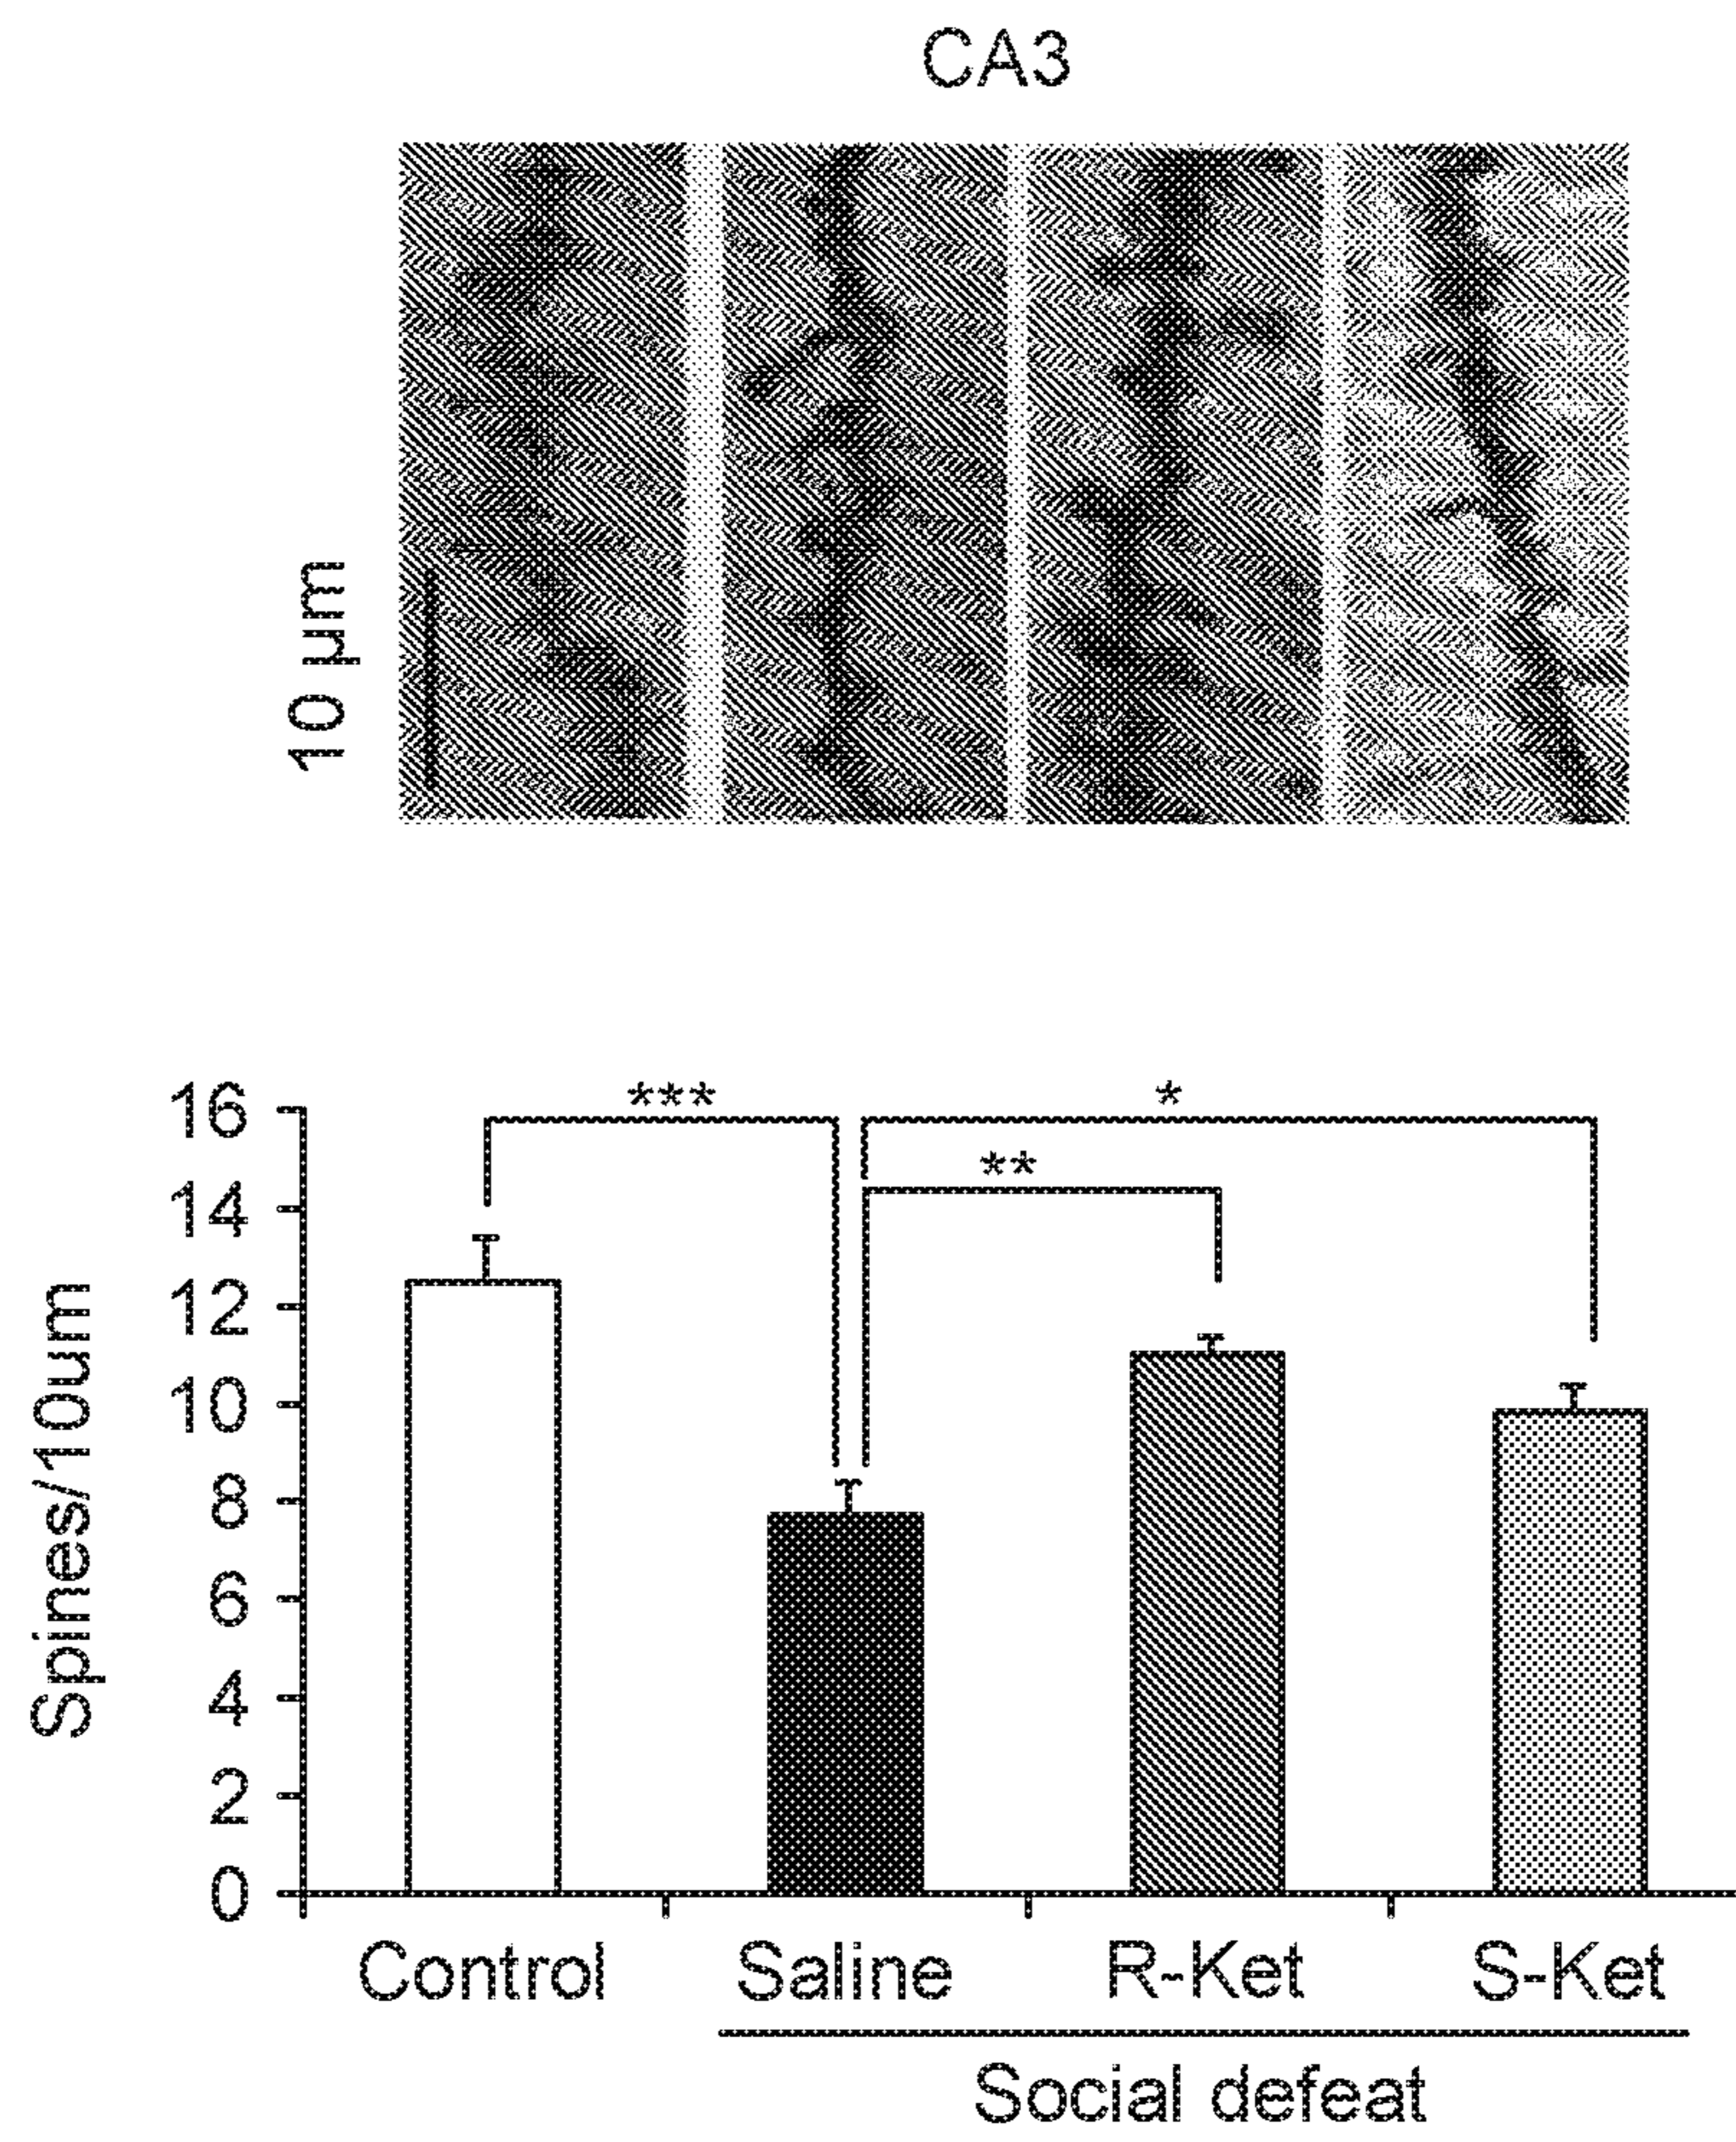 CA3
10 µm
Spines/10um
16
14
12
10
8
6
4
2
0
***
*
**
Control Saline R-Ket S-Ket
Social defeat